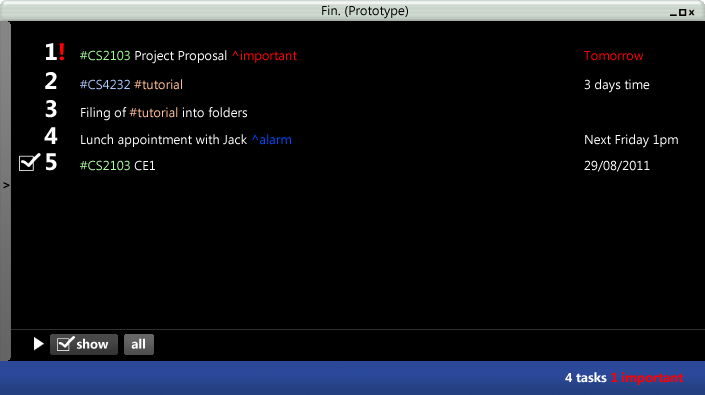 Fin. (Prototype)
1! #CS2103 Project Proposal ^important Tomorrow
2 #CS4232 #tutorial 3 days time
3 Filing of #tutorial into folders
4 Lunch appointment with Jack ^alarm Next Friday 1pm
5 #CS2103 CE1 29/08/2011
>
show all
4 tasks 1 important